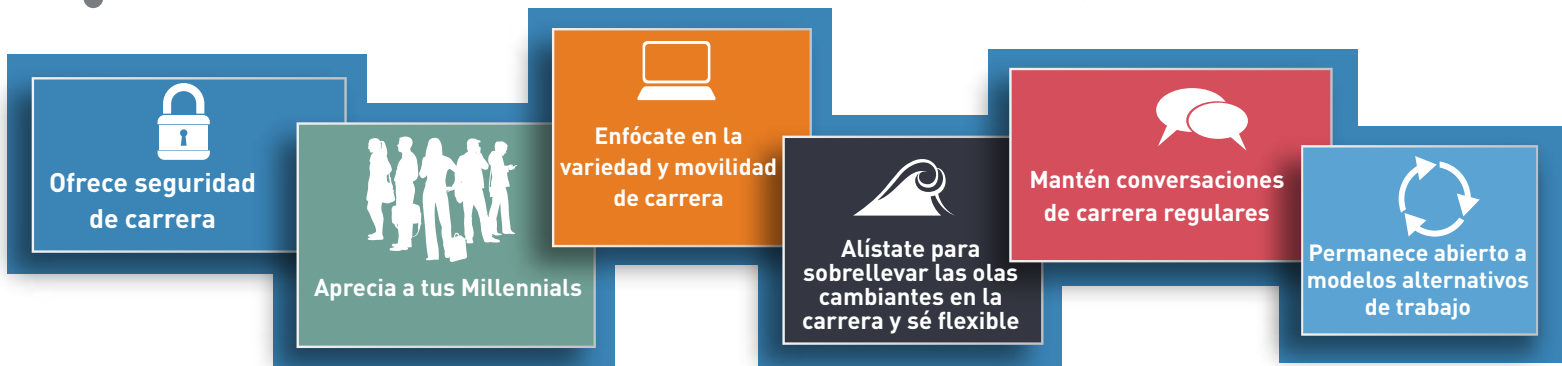 Ofrece seguridad
de carrera
Aprecia a tus Millennials
Enfócate en la
variedad y movilidad
de carrera
Alístate para
sobrellevar las olas
cambiantes en la
carrera y sé flexible
Mantén conversaciones
de carrera regulares
Permanece abierto a
modelos alternativos
de trabajo